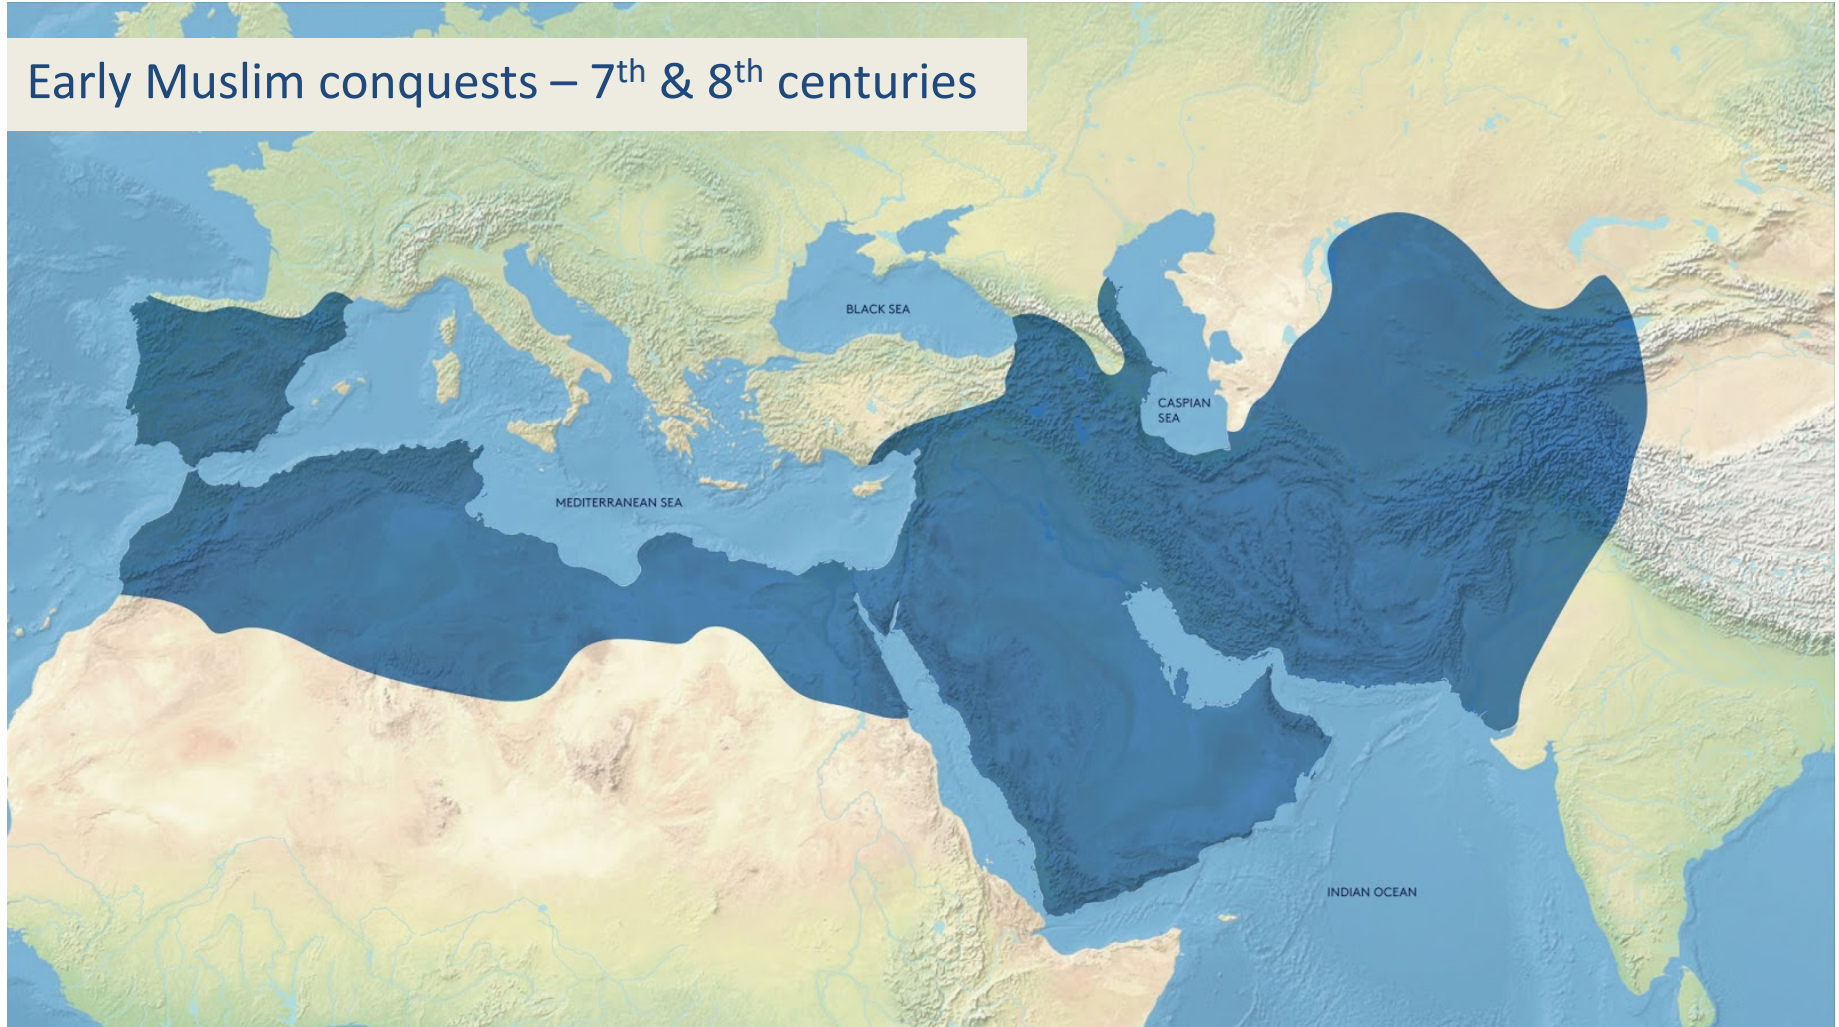 Early Muslim conquests – 7th & 8th centuries
BLACK SEA
CASPIAN
SEA
MEDITERRANEAN SEA
INDIAN OCEAN